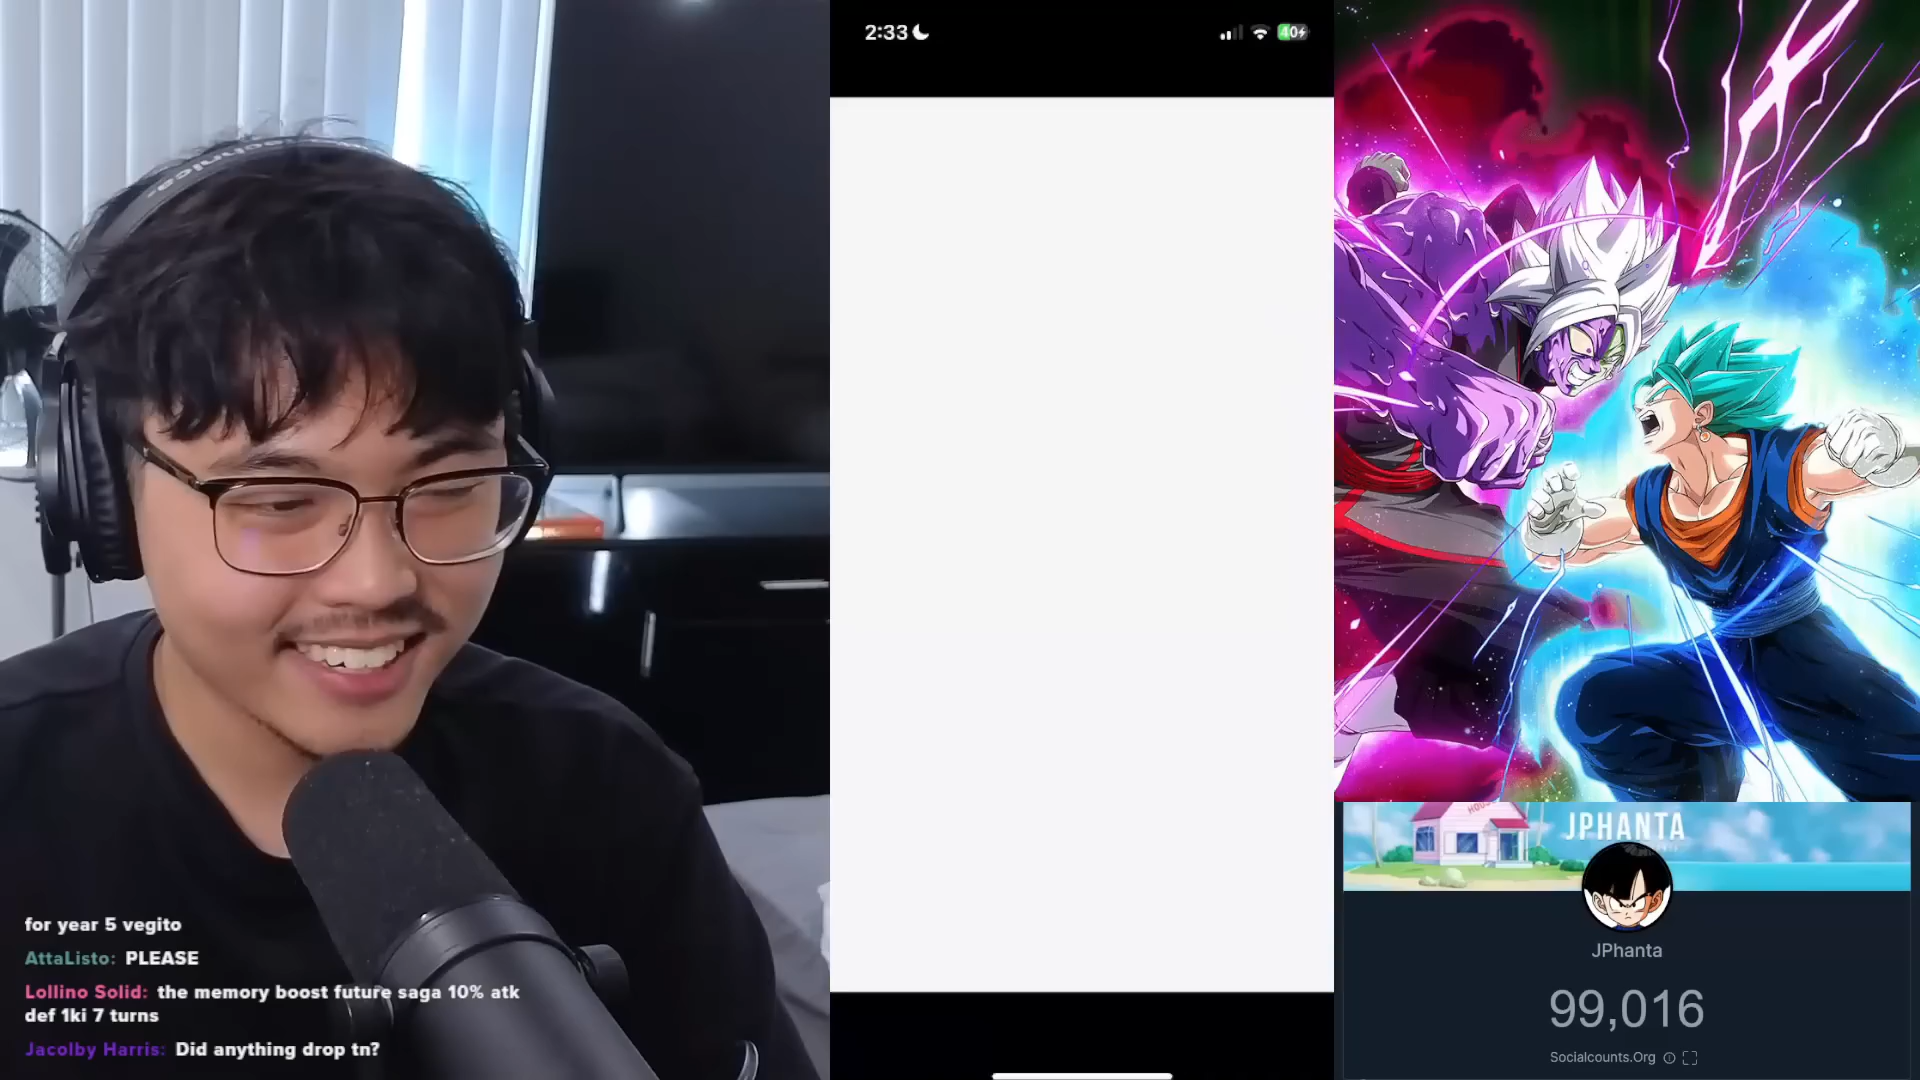 2:33
40
for year 5 vegito
AttaListo: PLEASE
Lollino Solid: the memory boost future saga 10% atk
def 1ki 7 turns
Jacolby Harris: Did anything drop tn?
JPHANTA
JPhanta
99,016
Socialcounts.Org